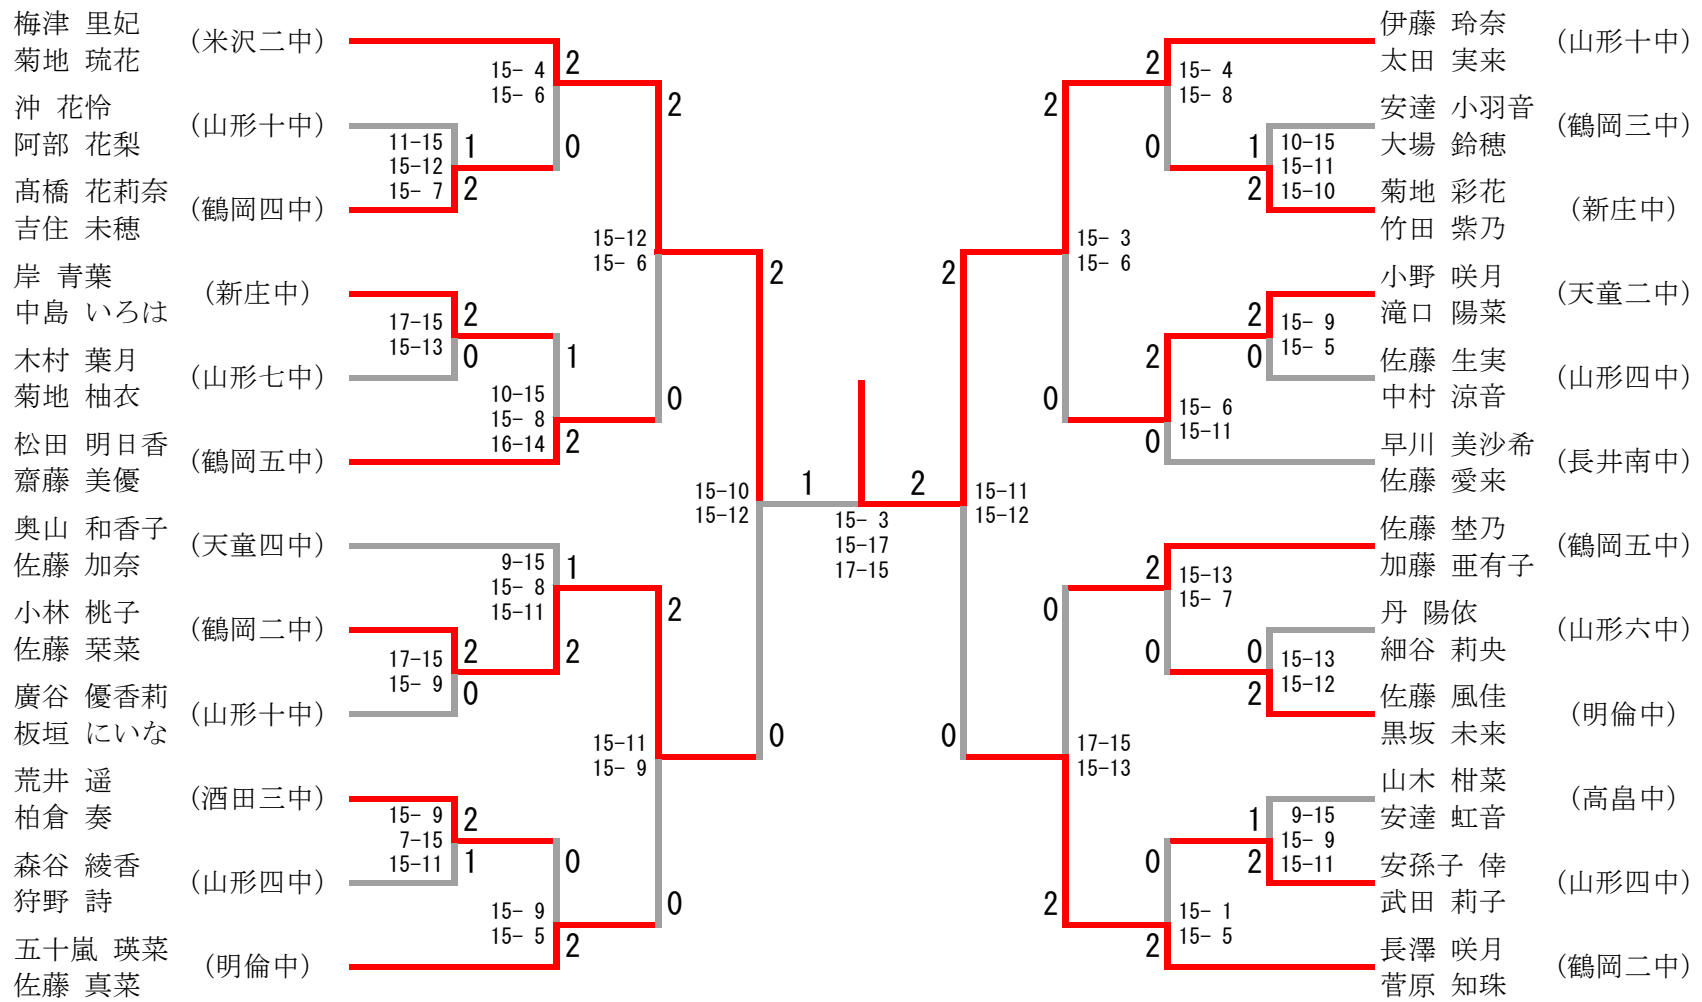 梅津 里妃
菊地 琉花
(米沢二中)
沖 花怜
阿部 花梨
(山形十中)
髙橋 花莉奈
吉住 未穂
(鶴岡四中)
岸 青葉
中島 いろは
(新庄中)
木村 葉月
菊地 柚衣
(山形七中)
松田 明日香
齋藤 美優
(鶴岡五中)
奥山 和香子
佐藤 加奈
(天童四中)
小林 桃子
佐藤 栞菜
(鶴岡二中)
廣谷 優香莉
板垣 にいな
(山形十中)
荒井 遥
柏倉 奏
(酒田三中)
森谷 綾香
狩野 詩
(山形四中)
五十嵐 瑛菜
佐藤 真菜
(明倫中)
11-15
15-12
15- 7
1
2
17-15
15-13
2
0
17-15
15- 9
2
0
15- 9
7-15
15-11
2
1
15- 4
15- 6
2
0
10-15
15- 8
16-14
1
2
9-15
15- 8
15-11
1
2
15- 9
15- 5
0
2
15-12
15- 6
2
0
15-11
15- 9
2
0
15-10
15-12
2
0
1
2
15- 3
15-17
17-15
15-11
15-12
2
0
15- 3
15- 6
2
0
17-15
15-13
0
2
15- 4
15- 8
2
0
15- 6
15-11
2
0
15-13
15- 7
2
0
15- 1
15- 5
0
2
10-15
15-11
15-10
1
2
15- 9
15- 5
2
0
15-13
15-12
0
2
9-15
15- 9
15-11
1
2
伊藤 玲奈
太田 実来
(山形十中)
安達 小羽音
大場 鈴穂
(鶴岡三中)
菊地 彩花
竹田 紫乃
(新庄中)
小野 咲月
滝口 陽菜
(天童二中)
佐藤 生実
中村 涼音
(山形四中)
早川 美沙希
佐藤 愛来
(長井南中)
佐藤 埜乃
加藤 亜有子
(鶴岡五中)
丹 陽依
細谷 莉央
(山形六中)
佐藤 風佳
黒坂 未来
(明倫中)
山木 柑菜
安達 虹音
(高畠中)
安孫子 倖
武田 莉子
(山形四中)
長澤 咲月
菅原 知珠
(鶴岡二中)